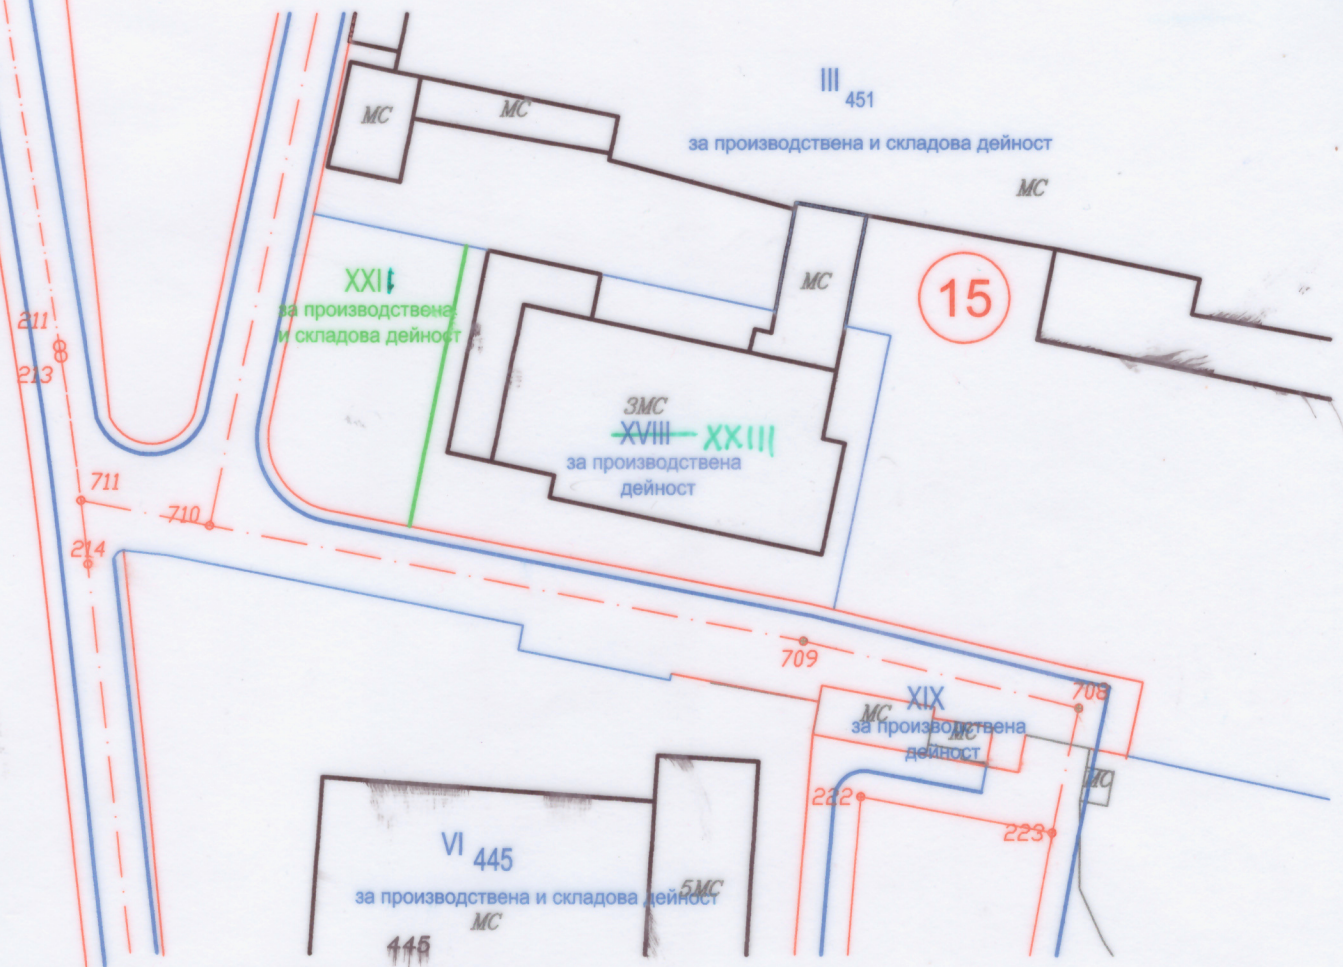 III 451
за производствена и складова дейност
МС
МС
МС
МС
15
XXII
за производствена
и складова дейност
211
213
3МС
XVIII XXIII
за производствена
дейност
711
710
214
709
708
XIX
МС
за производствена
МС
дейност
МС
222
223
VI 445
за производствена и складова дейност
5МС
МС
445